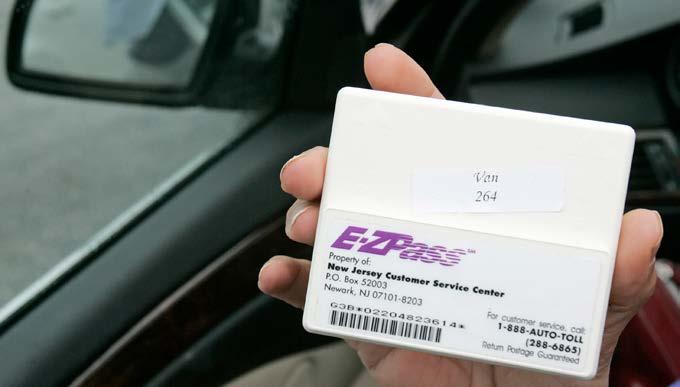 Van
264
E-ZPass SM
Property of:
New Jersey Customer Service Center
P.O. Box 52003
Newark, NJ 07101-8203
G3B*02204823614*
For customer service, call:
1-888-AUTO-TOLL
(288-6865)
Return Postage Guaranteed